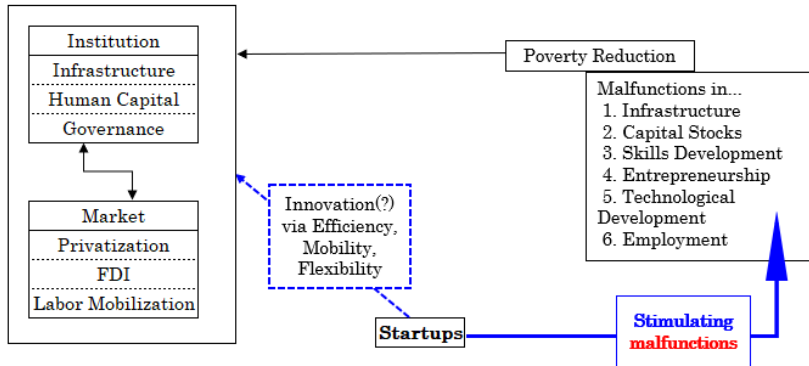 Institution
Infrastructure
Human Capital
Governance
Market
Privatization
FDI
Labor Mobilization
Poverty Reduction
Malfunctions in...
1. Infrastructure
2. Capital Stocks
3. Skills Development
4. Entrepreneurship
5. Technological
Development
6. Employment
Innovation(?)
via Efficiency,
Mobility,
Flexibility
Startups
Stimulating
malfunctions